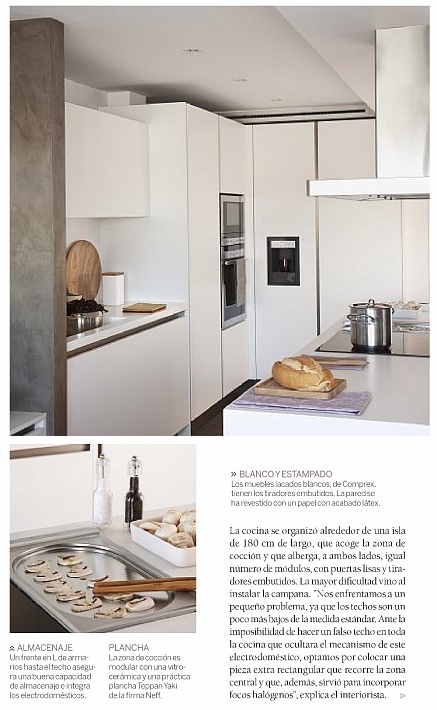 » BLANCO Y ESTAMPADO
Los muebles lacados blancos, de Comprex,
tienen los tiradores embutidos. La pared se
ha revestido con un papel con acabado látex.
La cocina se organizó alrededor de una isla
de 180 cm de largo, que acoge la zona de
cocción y que alberga, a ambos lados, igual
número de módulos, con puertas lisas y tira-
dores embutidos. La mayor dificultad vino al
instalar la campana. "Nos enfrentamos a un
pequeño problema, ya que los techos son un
poco más bajos de la medida estándar. Ante la
imposibilidad de hacer un falso techo en toda
la cocina que ocultara el mecanismo de este
electrodoméstico, optamos por colocar una
pieza extra rectangular que recorre la zona
central y que, además, sirvió para incorporar
focos halógenos", explica el interiorista. ▷
ALMACENAJE
Un frente en L de arma-
rios hasta el techo asegu-
ra una buena capacidad
de almacenaje e integra
los electrodomésticos.
PLANCHA
La zona de cocción es
modular con una vitro-
cerámica y una práctica
plancha Teppan Yaki
de la firma Neff.